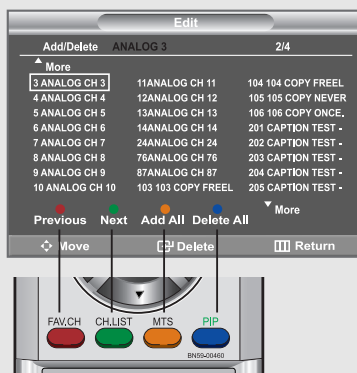 Edit
Add/Delete ANALOG 3 2/4
More
3 ANALOG CH 3 11ANALOG CH 11 104 104 COPY FREEL
4 ANALOG CH 4 12ANALOG CH 12 105 105 COPY NEVER
5 ANALOG CH 5 13ANALOG CH 13 106 106 COPY ONCE.
6 ANALOG CH 6 14ANALOG CH 14 201 CAPTION TEST -
7 ANALOG CH 7 24ANALOG CH 24 202 CAPTION TEST -
8 ANALOG CH 8 76ANALOG CH 76 203 CAPTION TEST -
9 ANALOG CH 9 87ANALOG CH 87 204 CAPTION TEST -
10 ANALOG CH 10 103 103 COPY FREEL 205 CAPTION TEST -
More
Previous Next Add All Delete All
Move Delete Return
FAV.CH CH.LIST MTS PIP
BN59-00460